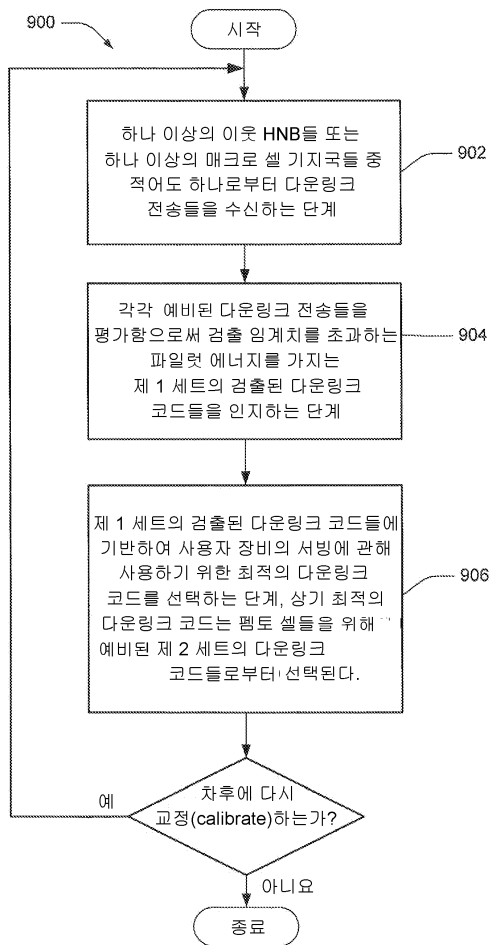 900
시작
하나 이상의 이웃 HNB들 또는
하나 이상의 매크로 셀 기지국들 중
적어도 하나로부터 다운링크
전송들을 수신하는 단계
902
각각 예비된 다운링크 전송들을
평가함으로써 검출 임계치를 초과하는
파일럿 에너지를 가지는
제 1 세트의 검출된 다운링크
코드들을 인지하는 단계
904
제 1 세트의 검출된 다운링크 코드들에
기반하여 사용자 장비의 서빙에 관해
사용하기 위한 최적의 다운링크
코드를 선택하는 단계, 상기 최적의
다운링크 코드는 펨토 셀들을 위해
예비된 제 2 세트의 다운링크
코드들로부터 선택된다.
906
차후에 다시
교정(calibrate)하는가?
예
아니요
종료